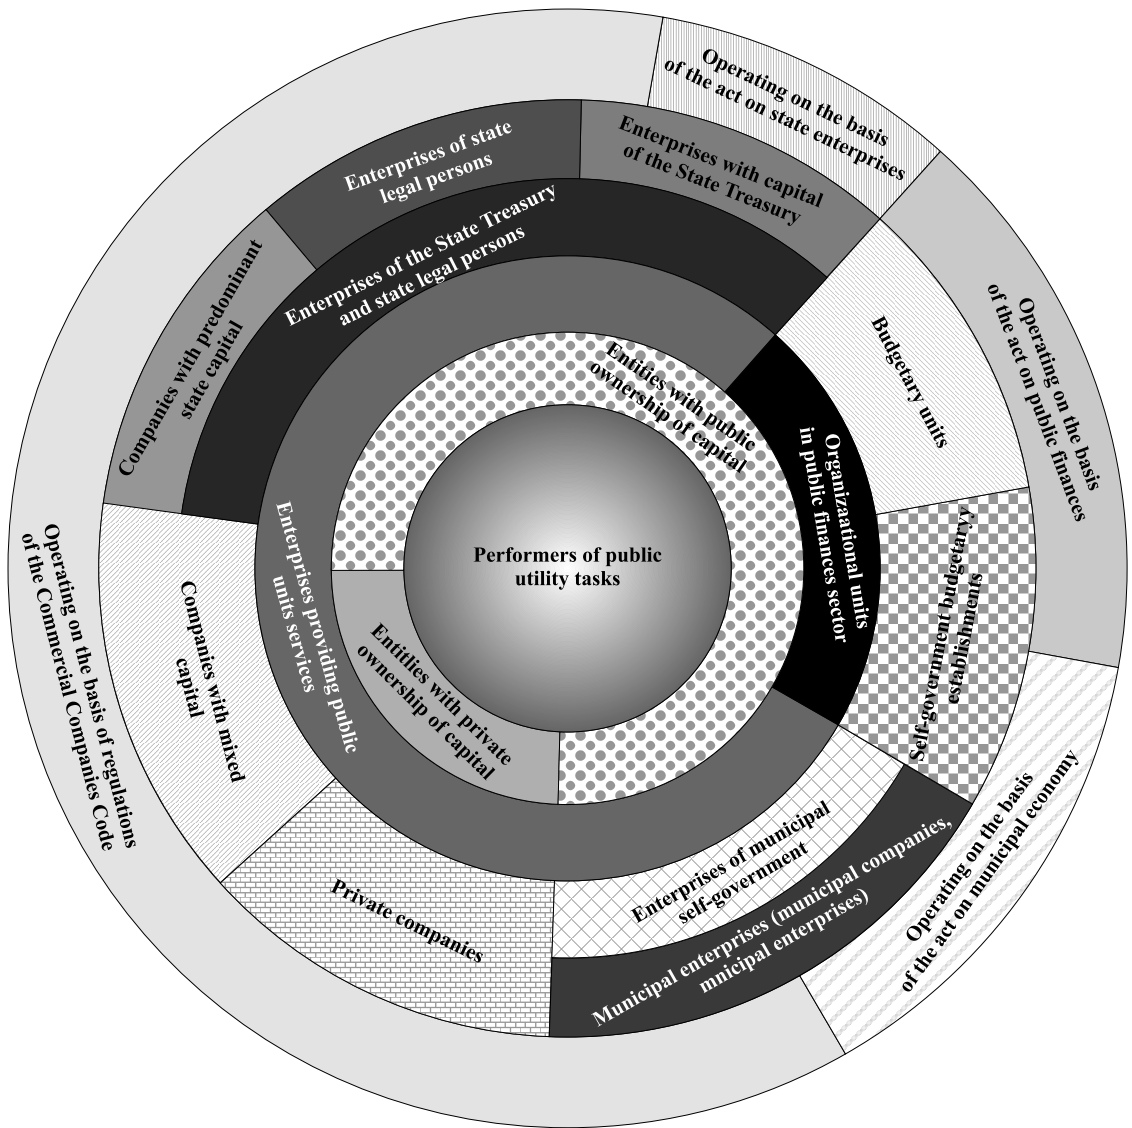 Operating on the basis
of the act on state enterprises
Enterprises of state
legal persons
Enterprises with capital
of the State Treasury
Enterprises of the State Treasury
and state legal persons
Companies with predominant
state capital
Operating on the basis
of the act on public finances
Budgetary units
Entities with public
ownership of capital
Organizaational units
in public finances sector
Performers of public
utility tasks
Self-government budgetaryy
establishments
Enterprises providing public
units services
Entitlies with private
ownership of capital
Companies with mixed
capital
Operating on the basis of regulations
of the Commercial Companies Code
Private companies
Enterprises of municipal
self-government
Municipal enterprises (municipal companies,
mnicipal enterprises)
Operating on the basis
of the act on municipal economy